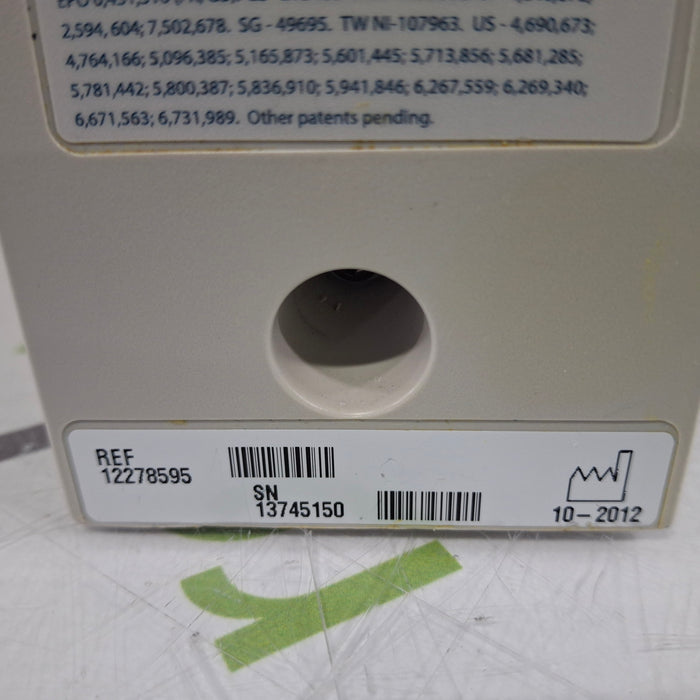 2,594,604; 7,502,678. SG - 49695. TW NI-107963. US - 4,690,673;
4,764,166; 5,096,385; 5,165,873; 5,601,445; 5,713,856; 5,681,285;
5,781,442; 5,800,387; 5,836,910; 5,941,846; 6,267,559; 6,269,340;
6,671,563; 6,731,989. Other patents pending.
REF
12278595
SN
13745150
10-2012